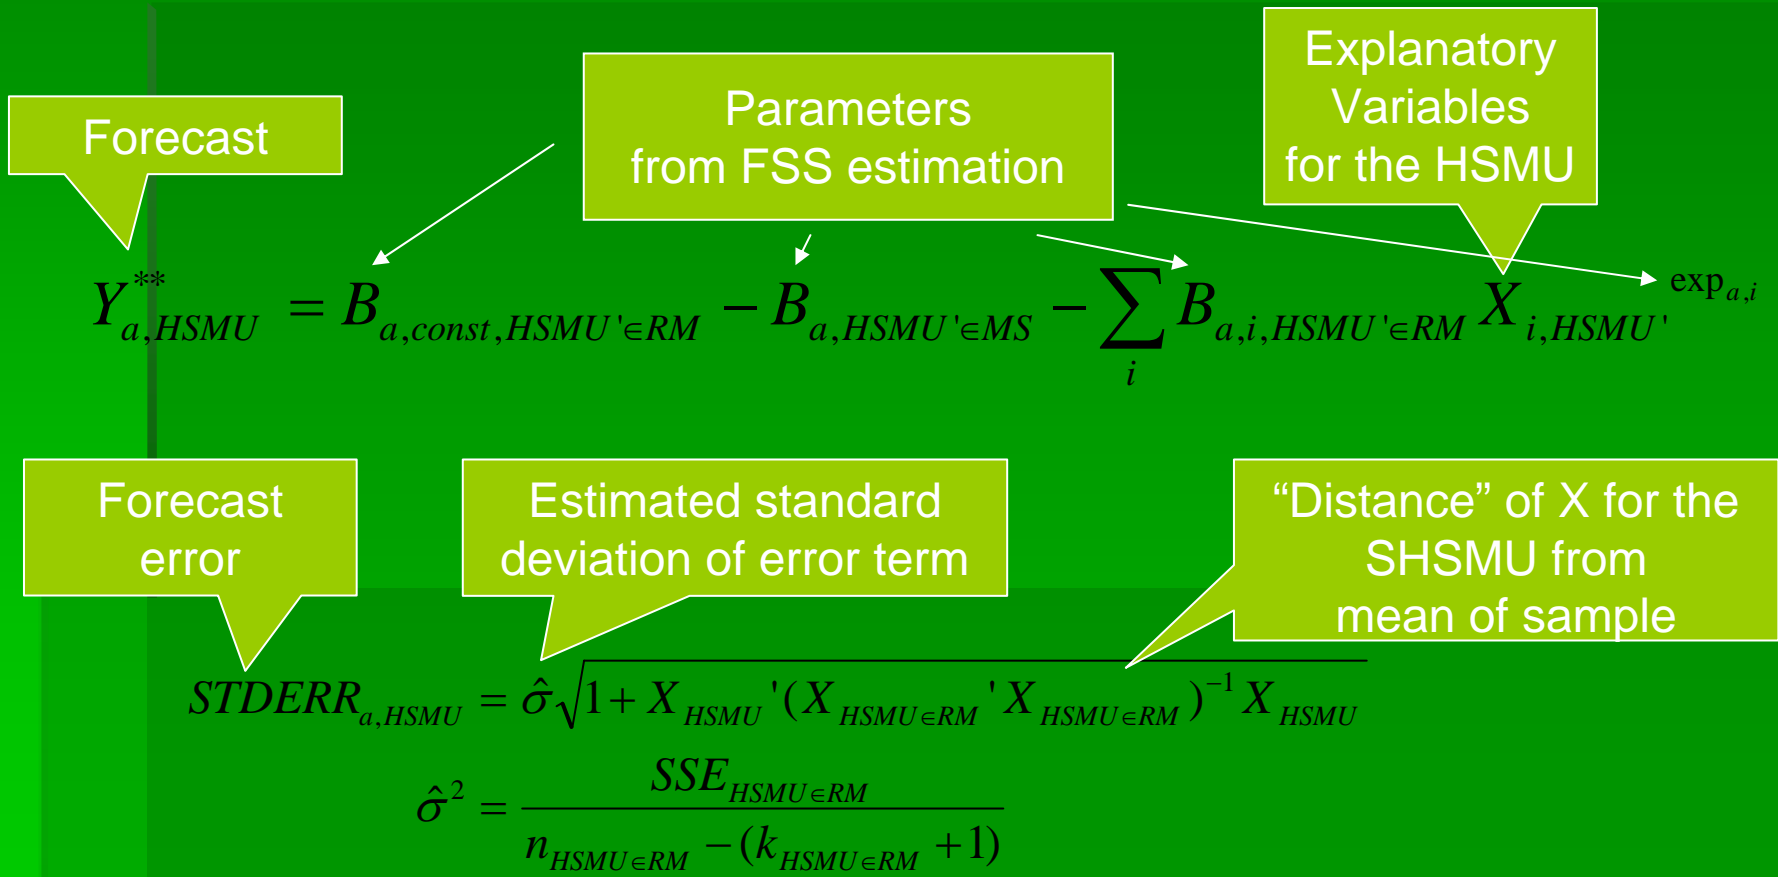 Explanatory
Variables
for the HSMU
Parameters
from FSS estimation
Forecast
Y**a,HSMU = Ba,const,HSMU'∈RM − Ba,HSMU'∈MS − ∑i Ba,i,HSMU'∈RM Xi,HSMU' expa,i
Forecast
error
Estimated standard
deviation of error term
“Distance” of X for the
SHSMU from
mean of sample
STDERRa,HSMU = σ̂√1 + XHSMU'(XHSMU∈RM'XHSMU∈RM)⁻¹XHSMU
σ̂² = SSEHSMU∈RM
nHSMU∈RM − (kHSMU∈RM +1)